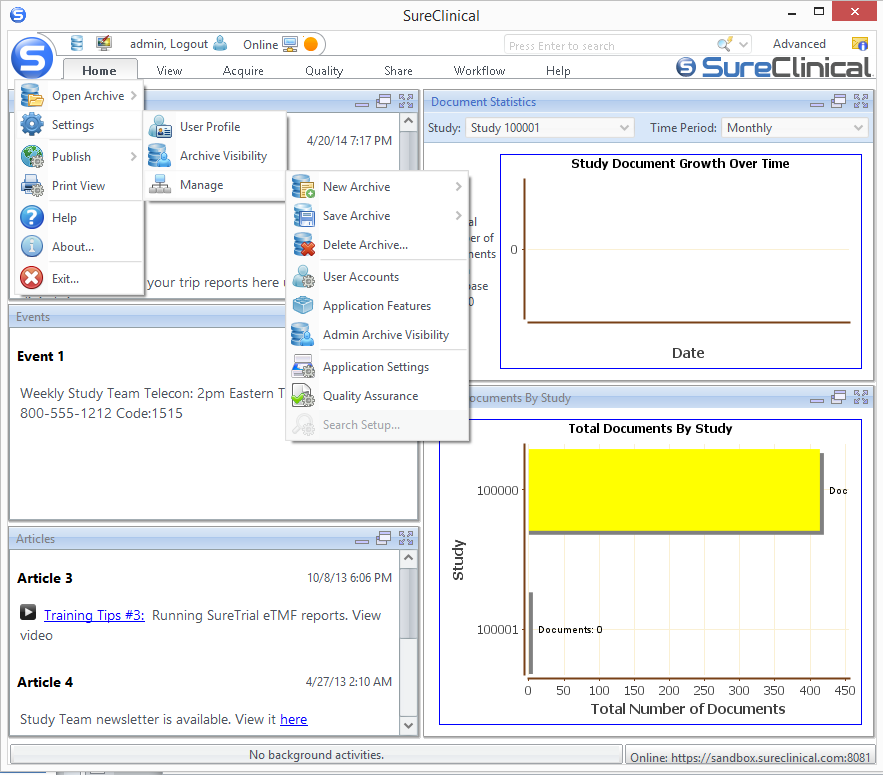 SureClinical
admin, Logout
Online
Press Enter to search
Advanced
Home
View
Acquire
Quality
Share
Workflow
Help
SureClinical
Open Archive
Settings
Publish
Print View
Help
About...
Exit...
User Profile
Archive Visibility
Manage
New Archive
Save Archive
Delete Archive...
User Accounts
Application Features
Admin Archive Visibility
Application Settings
Quality Assurance
Search Setup...
4/20/14 7:17 PM
your trip reports here
Events
Event 1
Weekly Study Team Telecon: 2pm Eastern T
800-555-1212 Code:1515
Articles
Article 3
10/8/13 6:06 PM
Training Tips #3: Running SureTrial eTMF reports. View
video
Article 4
4/27/13 2:10 AM
Study Team newsletter is available. View it here
Document Statistics
Study: Study 100001
Time Period: Monthly
Study Document Growth Over Time
0
Date
ocuments By Study
Total Documents By Study
100000
Doc
Study
100001
Documents: 0
0 50 100 150 200 250 300 350 400 450
Total Number of Documents
No background activities.
Online: https://sandbox.sureclinical.com:8081